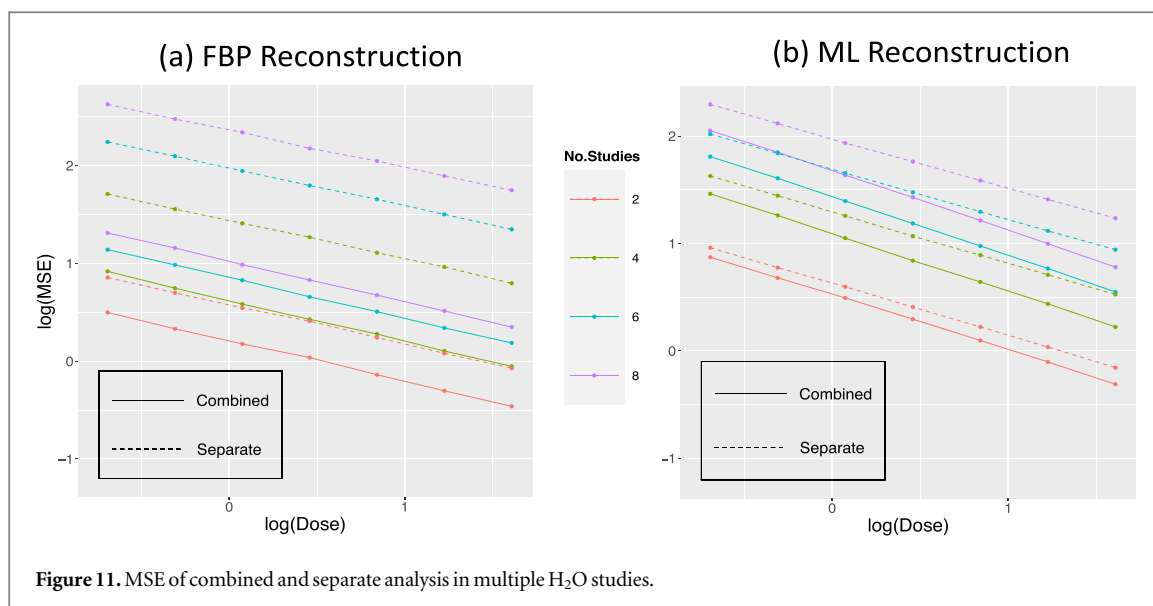 (a) FBP Reconstruction
(b) ML Reconstruction
log(MSE)
2
1
0
−1
0
1
log(Dose)
Combined
Separate
No.Studies
2
4
6
8
log(MSE)
2
1
0
−1
0
1
log(Dose)
Combined
Separate
Figure 11. MSE of combined and separate analysis in multiple H₂O studies.